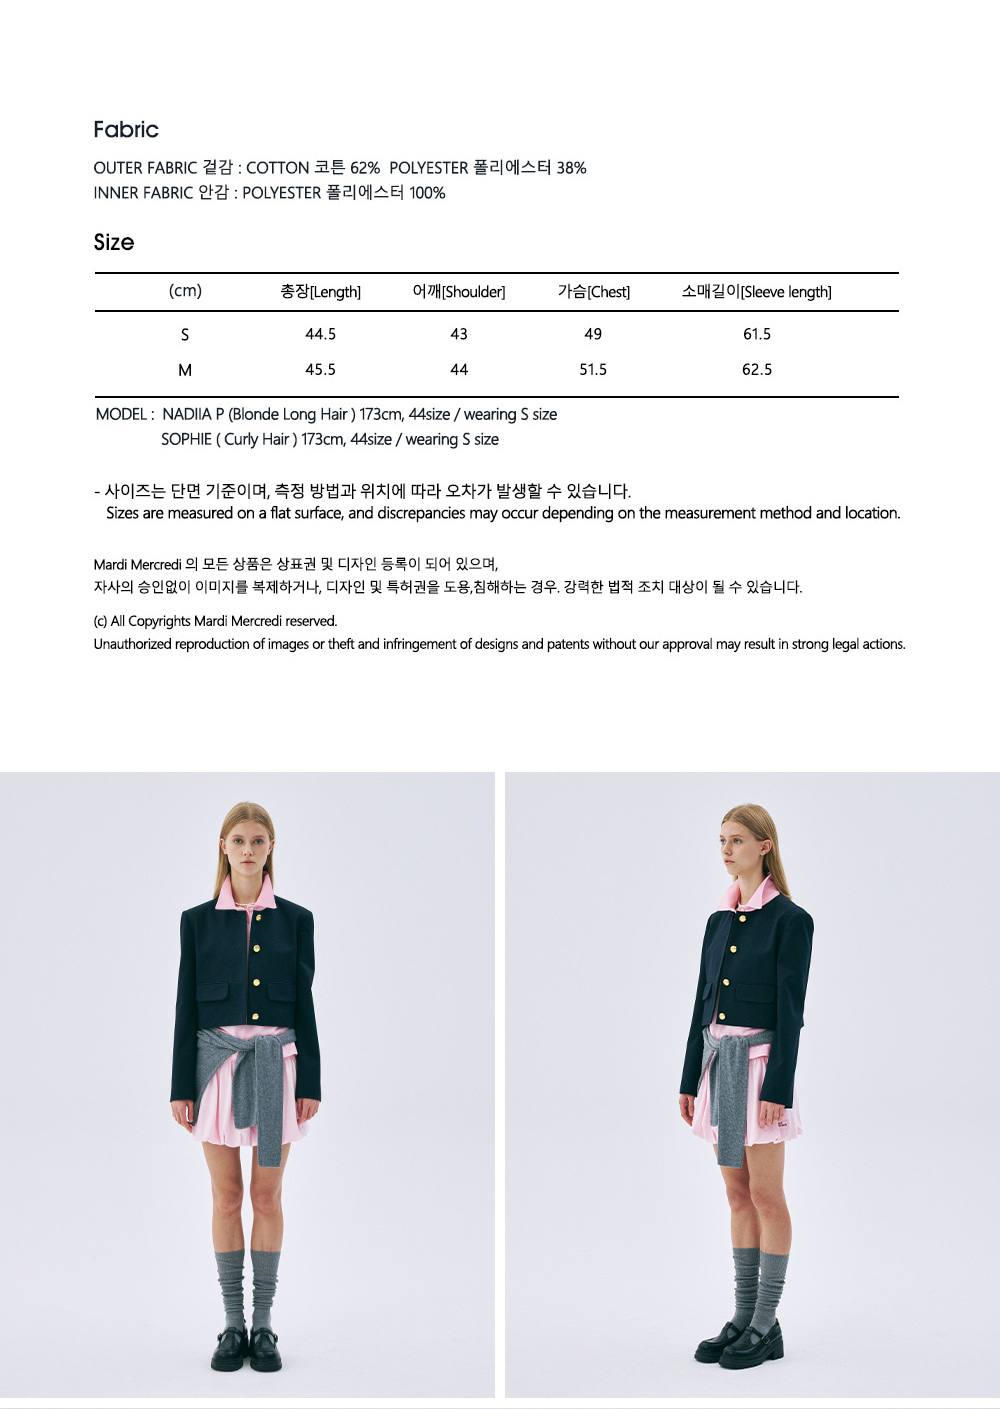 Fabric
OUTER FABRIC 겉감 : COTTON 코튼 62%  POLYESTER 폴리에스터 38%
INNER FABRIC 안감 : POLYESTER 폴리에스터 100%
Size
(cm) 총장[Length] 어깨[Shoulder] 가슴[Chest] 소매길이[Sleeve length]
S 44.5 43 49 61.5
M 45.5 44 51.5 62.5
MODEL :  NADIIA P (Blonde Long Hair ) 173cm, 44size / wearing S size
SOPHIE ( Curly Hair ) 173cm, 44size / wearing S size
- 사이즈는 단면 기준이며, 측정 방법과 위치에 따라 오차가 발생할 수 있습니다.
Sizes are measured on a flat surface, and discrepancies may occur depending on the measurement method and location.
Mardi Mercredi 의 모든 상품은 상표권 및 디자인 등록이 되어 있으며,
자사의 승인없이 이미지를 복제하거나, 디자인 및 특허권을 도용,침해하는 경우. 강력한 법적 조치 대상이 될 수 있습니다.
(c) All Copyrights Mardi Mercredi reserved.
Unauthorized reproduction of images or theft and infringement of designs and patents without our approval may result in strong legal actions.